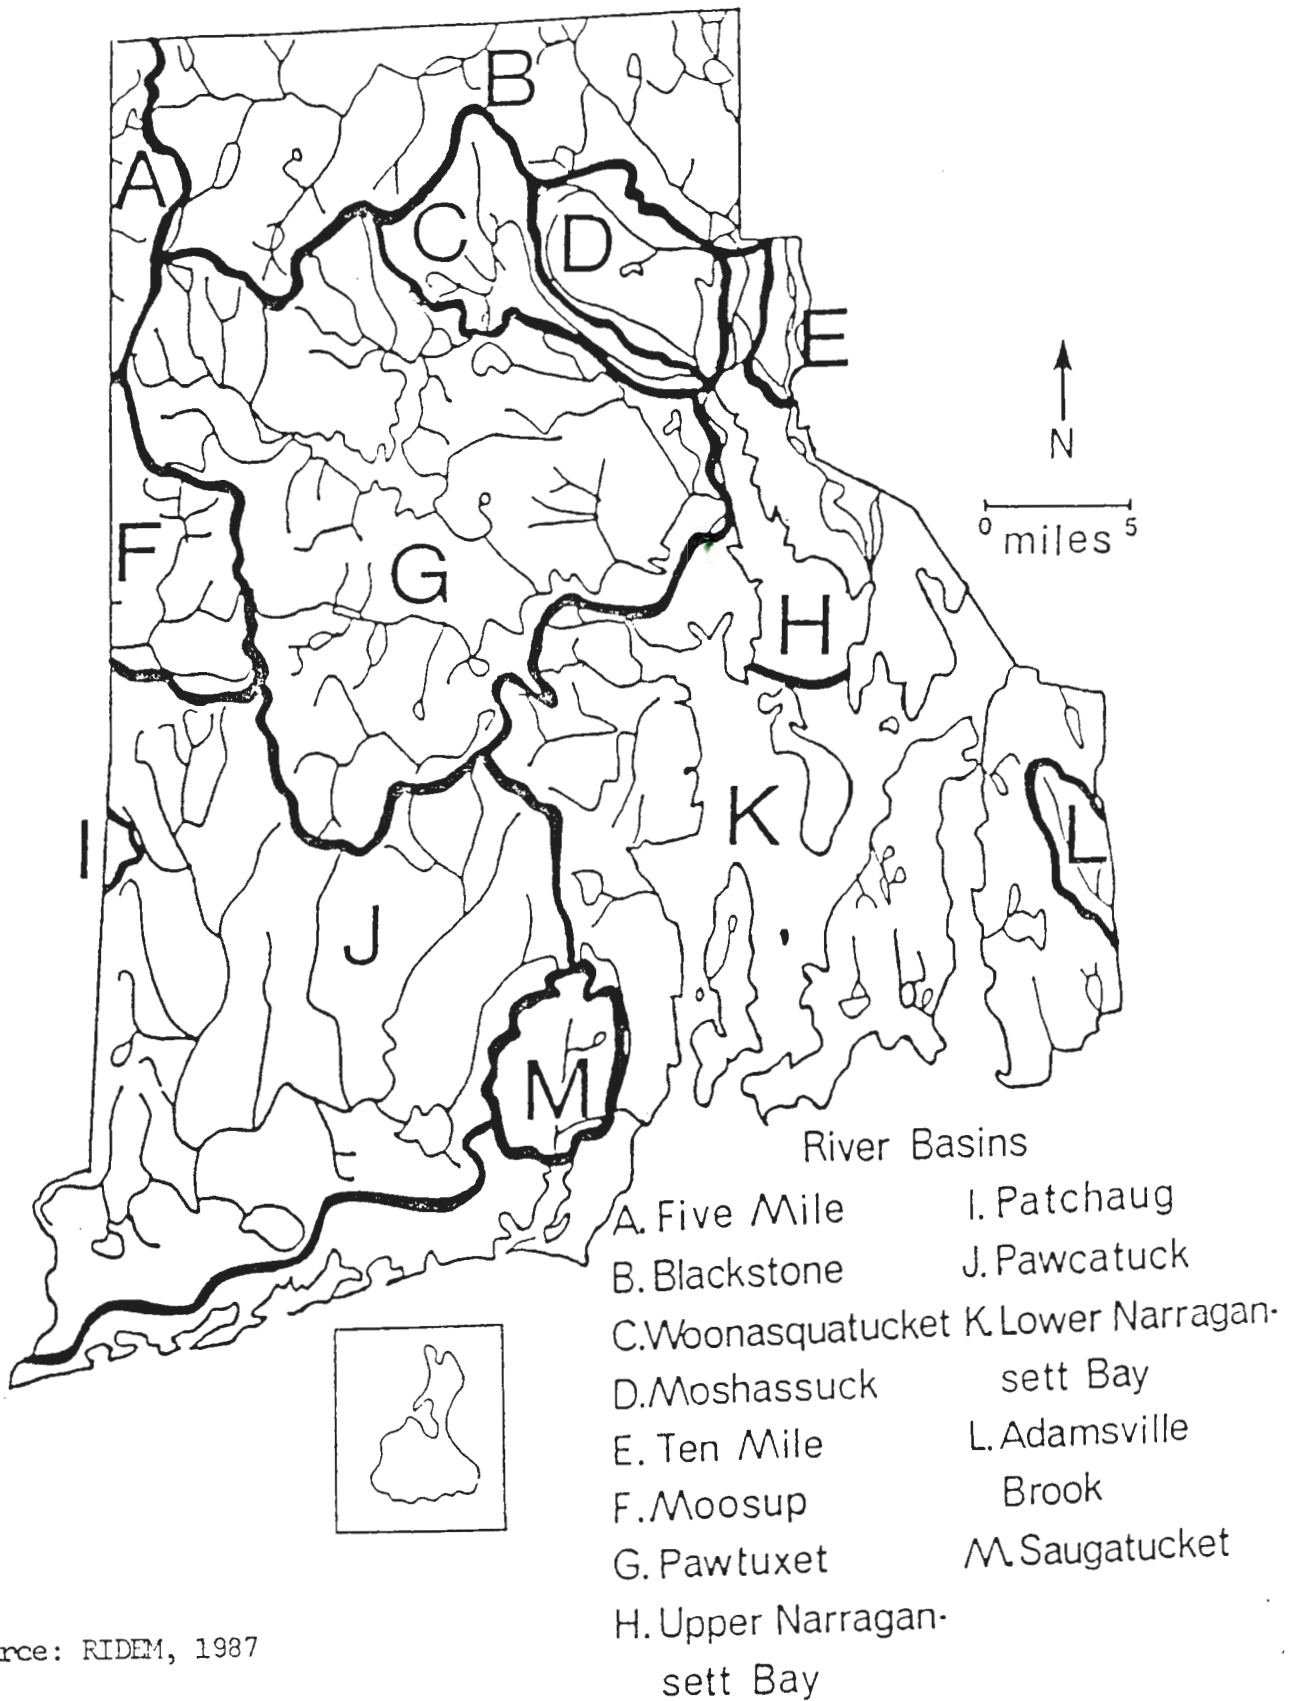 B
A
C
D
E
N
0 5
miles
F
G
H
K
L
I
J
M
River Basins
A. Five Mile
B. Blackstone
C. Woonasquatucket
D. Moshassuck
E. Ten Mile
F. Moosup
G. Pawtuxet
H. Upper Narragan-
sett Bay
I. Patchaug
J. Pawcatuck
K. Lower Narragan-
sett Bay
L. Adamsville
Brook
M. Saugatucket
rce: RIDEM, 1987